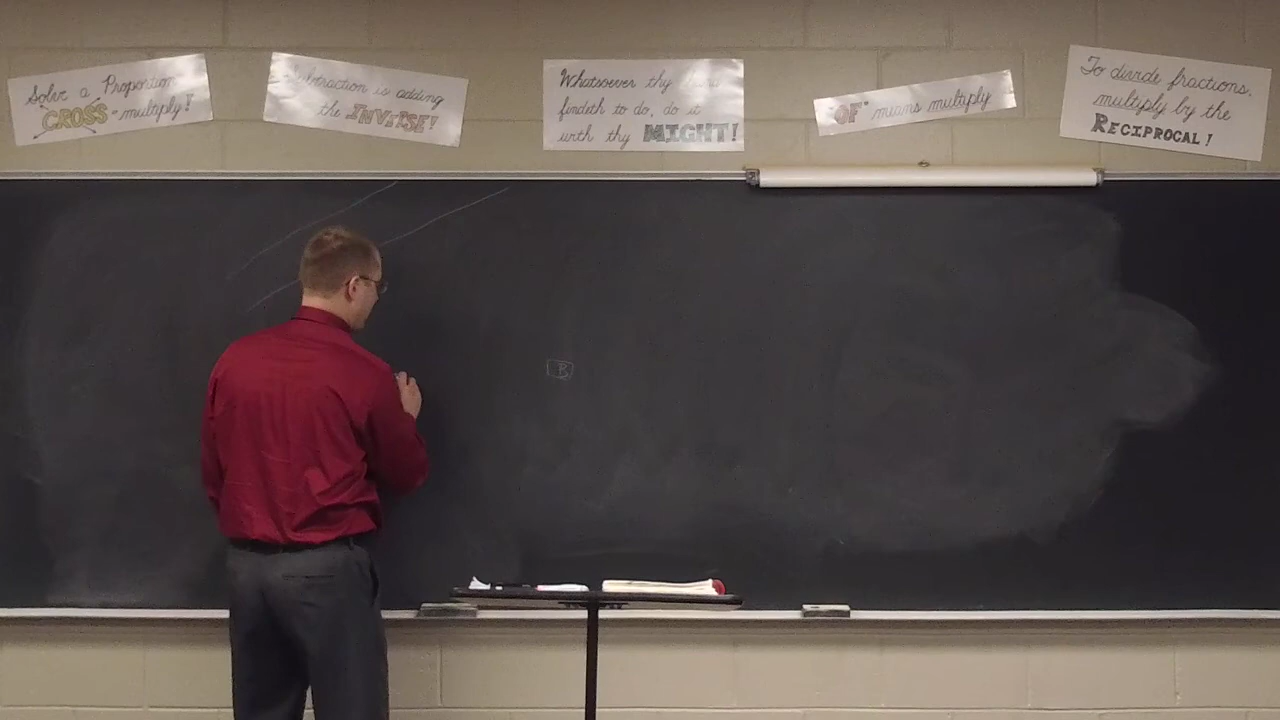 Solve a Proportion
CROSS-multiply!
Subtraction is adding
the INVERSE!
Whatsoever thy hand
findeth to do, do it
with thy MIGHT!
"OF" means multiply
To divide fractions,
multiply by the
RECIPROCAL!
B